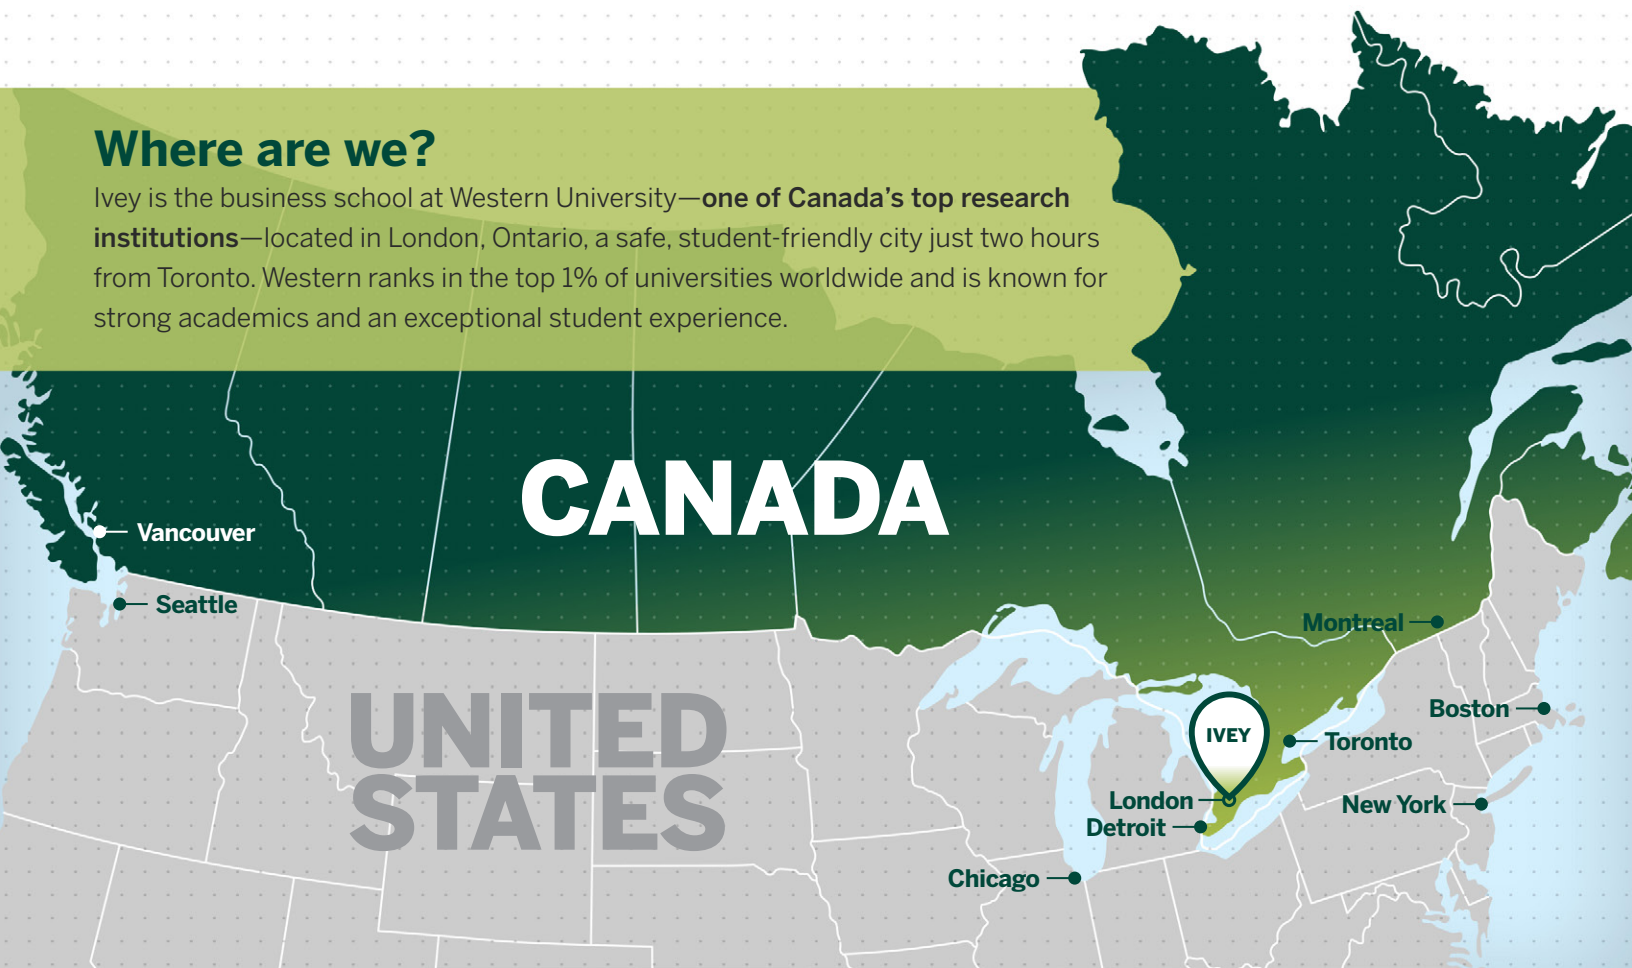 Where are we?
Ivey is the business school at Western University—one of Canada's top research
institutions—located in London, Ontario, a safe, student-friendly city just two hours
from Toronto. Western ranks in the top 1% of universities worldwide and is known for
strong academics and an exceptional student experience.
CANADA
Vancouver
Seattle
Montreal
UNITED
STATES
Boston
IVEY
Toronto
London
New York
Detroit
Chicago